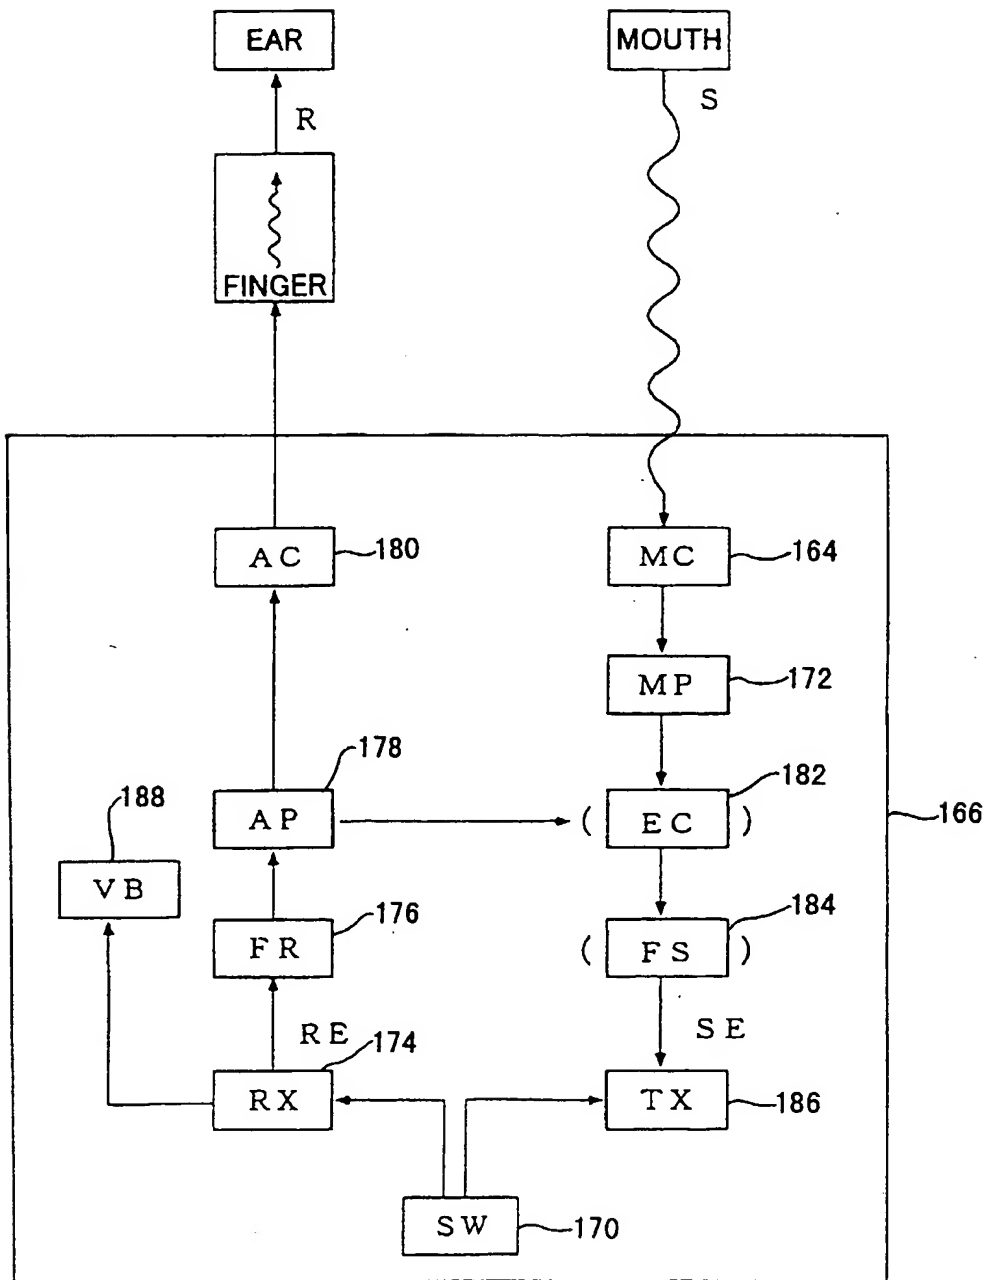 EAR
MOUTH
R
S
FINGER
AC
180
MC
164
MP
172
178
182
188
AP
( EC )
166
VB
176
184
FR
( FS )
RE
174
SE
RX
TX
186
SW
170